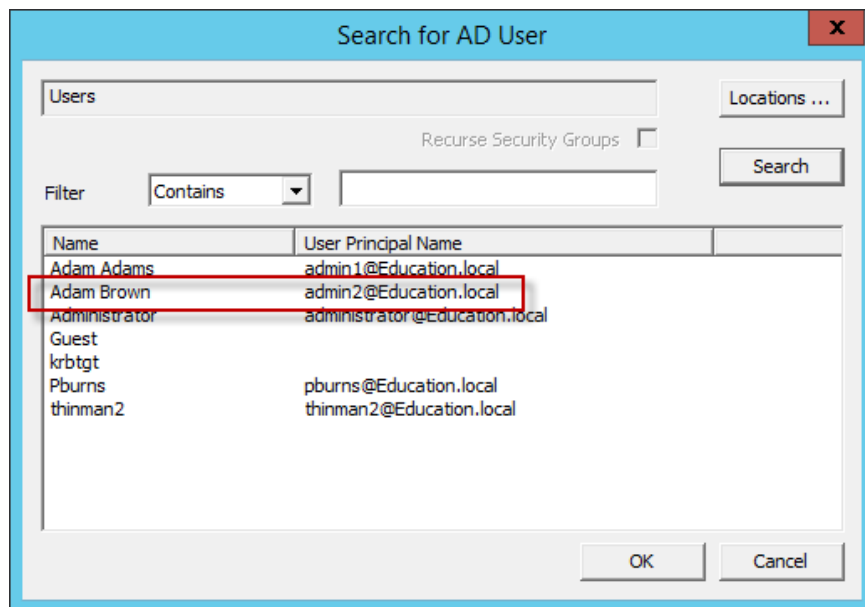 Search for AD User
x
Users
Locations ...
Recurse Security Groups
Search
Filter Contains
Name User Principal Name
Adam Adams admin1@Education.local
Adam Brown admin2@Education.local
Administrator administrator@Education.local
Guest
krbtgt
Pburns pburns@Education.local
thinman2 thinman2@Education.local
OK Cancel